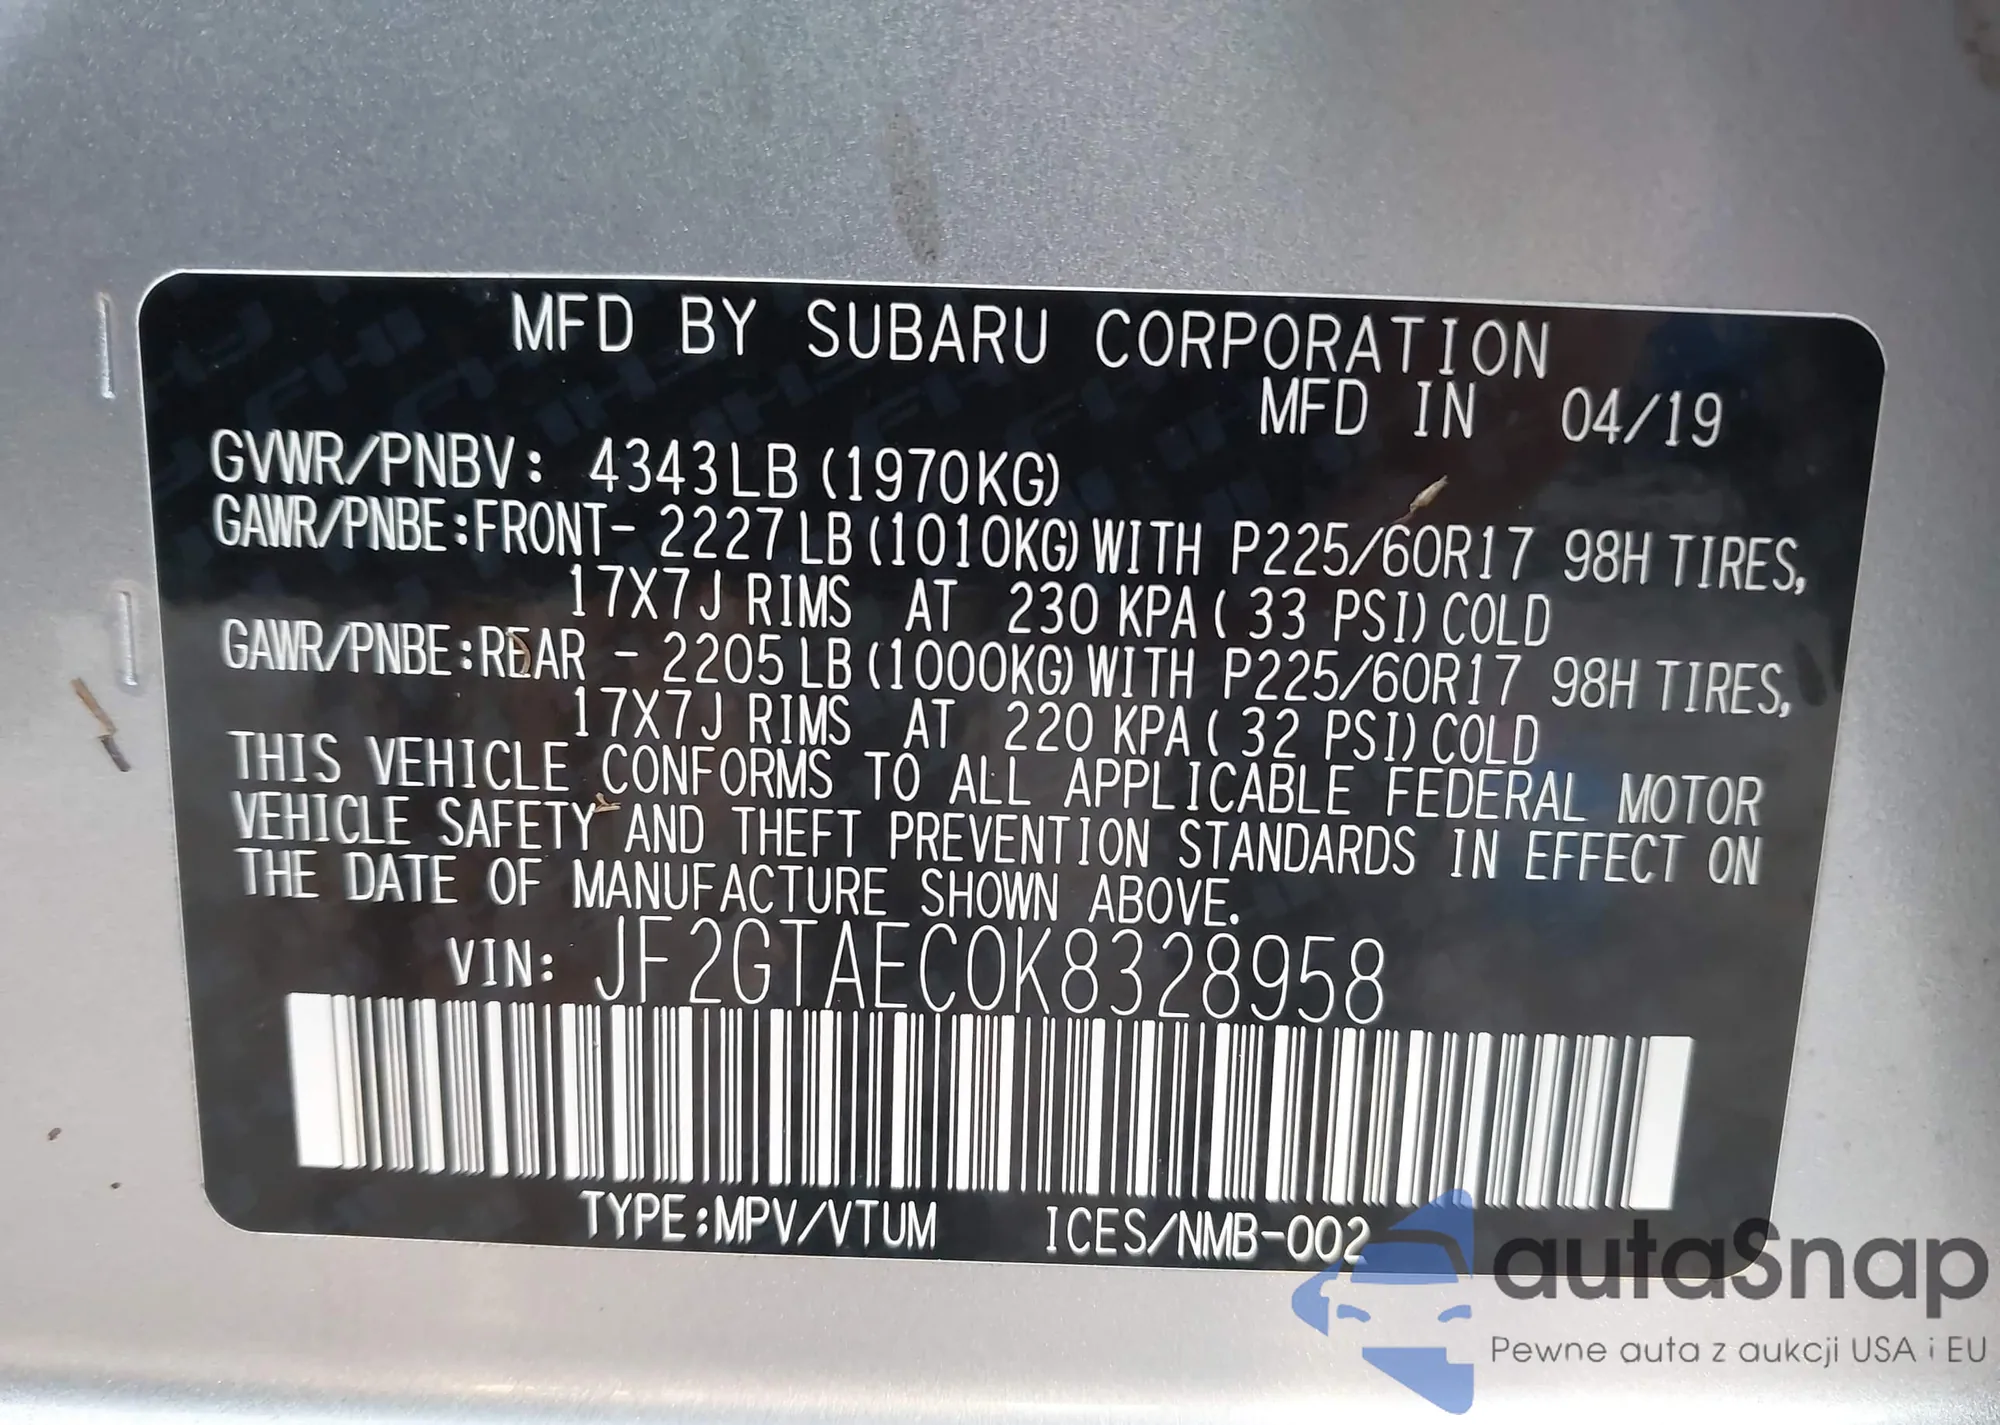 MFD BY SUBARU CORPORATION
MFD IN 04/19
GVWR/PNBV: 4343LB (1970KG)
GAWR/PNBE:FRONT- 2227LB (1010KG) WITH P225/60R17 98H TIRES,
17X7J RIMS AT 230 KPA ( 33 PSI) COLD
GAWR/PNBE:REAR - 2205LB (1000KG) WITH P225/60R17 98H TIRES,
17X7J RIMS AT 220 KPA ( 32 PSI) COLD
THIS VEHICLE CONFORMS TO ALL APPLICABLE FEDERAL MOTOR
VEHICLE SAFETY AND THEFT PREVENTION STANDARDS IN EFFECT ON
THE DATE OF MANUFACTURE SHOWN ABOVE.
VIN: JF2GTAEC0K8328958
TYPE:MPV/VTUM ICES/NMB-002
autaSnap
Pewne auta z aukcji USA i EU